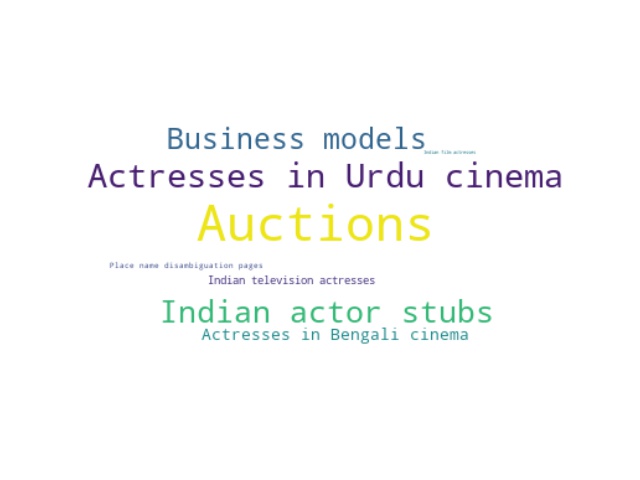 Business models
Indian film actresses
Actresses in Urdu cinema
Auctions
Place name disambiguation pages
Indian television actresses
Indian actor stubs
Actresses in Bengali cinema